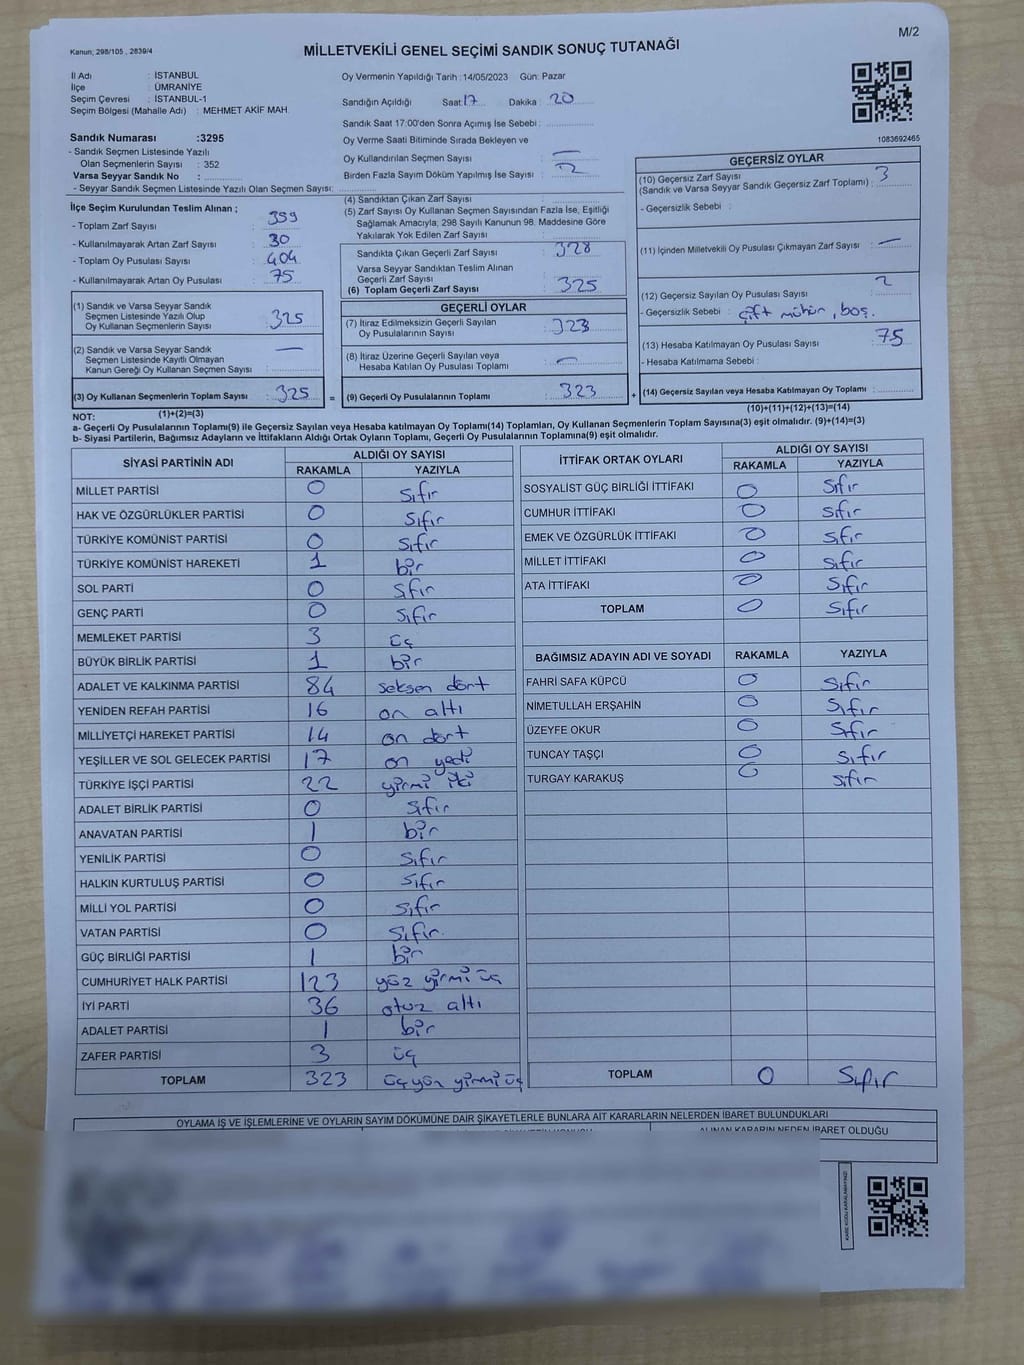 M/2
Kanun; 298/105 , 2839/4
MİLLETVEKİLİ GENEL SEÇİMİ SANDIK SONUÇ TUTANAĞI
İl Adı : İSTANBUL
İlçe : ÜMRANİYE
Seçim Çevresi : İSTANBUL-1
Seçim Bölgesi (Mahalle Adı) : MEHMET AKİF MAH.
Sandık Numarası :3295
- Sandık Seçmen Listesinde Yazılı
Olan Seçmenlerin Sayısı : 352
Varsa Seyyar Sandık No :
- Seyyar Sandık Seçmen Listesinde Yazılı Olan Seçmen Sayısı:
Oy Vermenin Yapıldığı Tarih :14/05/2023 Gün: Pazar
Sandığın Açıldığı Saat 17 Dakika : 20
Sandık Saat 17:00'den Sonra Açımış İse Sebebi :
Oy Verme Saati Bitiminde Sırada Bekleyen ve
Oy Kullandırılan Seçmen Sayısı : —
Birden Fazla Sayım Döküm Yapılmış İse Sayısı :
1083692465
İlçe Seçim Kurulundan Teslim Alınan ;
- Toplam Zarf Sayısı : 399
- Kullanılmayarak Artan Zarf Sayısı : 30
- Toplam Oy Pusulası Sayısı : 404
- Kullanılmayarak Artan Oy Pusulası : 75
(1) Sandık ve Varsa Seyyar Sandık
Seçmen Listesinde Yazılı Olup
Oy Kullanan Seçmenlerin Sayısı : 325
(2) Sandık ve Varsa Seyyar Sandık
Seçmen Listesinde Kayıtlı Olmayan
Kanun Gereği Oy Kullanan Seçmen Sayısı : —
(3) Oy Kullanan Seçmenlerin Toplam Sayısı : 325 =
(1)+(2)=(3)
(4) Sandıktan Çıkan Zarf Sayısı :
(5) Zarf Sayısı Oy Kullanan Seçmen Sayısından Fazla İse, Eşitliği
Sağlamak Amacıyla; 298 Sayılı Kanunun 98. Maddesine Göre
Yakılarak Yok Edilen Zarf Sayısı :
Sandıkta Çıkan Geçerli Zarf Sayısı : 328
Varsa Seyyar Sandıktan Teslim Alınan
Geçerli Zarf Sayısı :
(6) Toplam Geçerli Zarf Sayısı : 325
GEÇERLİ OYLAR
(7) İtiraz Edilmeksizin Geçerli Sayılan
Oy Pusulalarının Sayısı : 323
(8) İtiraz Üzerine Geçerli Sayılan veya
Hesaba Katılan Oy Pusulası Toplamı : —
(9) Geçerli Oy Pusulalarının Toplamı : 323 +
GEÇERSİZ OYLAR
(10) Geçersiz Zarf Sayısı : 3
(Sandık ve Varsa Seyyar Sandık Geçersiz Zarf Toplamı)
- Geçersizlik Sebebi :
(11) İçinden Milletvekili Oy Pusulası Çıkmayan Zarf Sayısı : —
(12) Geçersiz Sayılan Oy Pusulası Sayısı : 2
- Geçersizlik Sebebi : çift mühür, boş.
(13) Hesaba Katılmayan Oy Pusulası Sayısı : 75
- Hesaba Katılmama Sebebi :
(14) Geçersiz Sayılan veya Hesaba Katılmayan Oy Toplamı :
(10)+(11)+(12)+(13)=(14)
NOT:
a- Geçerli Oy Pusulalarının Toplamı(9) ile Geçersiz Sayılan veya Hesaba katılmayan Oy Toplamı(14) Toplamları, Oy Kullanan Seçmenlerin Toplam Sayısına(3) eşit olmalıdır. (9)+(14)=(3)
b- Siyasi Partilerin, Bağımsız Adayların ve İttifakların Aldığı Ortak Oyların Toplamı, Geçerli Oy Pusulalarının Toplamına(9) eşit olmalıdır.
SİYASİ PARTİNİN ADI ALDIĞI OY SAYISI
RAKAMLA YAZIYLA
MİLLET PARTİSİ 0 Sıfır
HAK VE ÖZGÜRLÜKLER PARTİSİ 0 Sıfır
TÜRKİYE KOMÜNİST PARTİSİ 0 Sıfır
TÜRKİYE KOMÜNİST HAREKETİ 1 bir
SOL PARTİ 0 Sıfır
GENÇ PARTİ 0 Sıfır
MEMLEKET PARTİSİ 3 üç
BÜYÜK BİRLİK PARTİSİ 1 bir
ADALET VE KALKINMA PARTİSİ 84 seksen dört
YENİDEN REFAH PARTİSİ 16 on altı
MİLLİYETÇİ HAREKET PARTİSİ 14 on dört
YEŞİLLER VE SOL GELECEK PARTİSİ 17 on yedi
TÜRKİYE İŞÇİ PARTİSİ 22 yirmi iki
ADALET BİRLİK PARTİSİ 0 Sıfır
ANAVATAN PARTİSİ 1 bir
YENİLİK PARTİSİ 0 Sıfır
HALKIN KURTULUŞ PARTİSİ 0 Sıfır
MİLLİ YOL PARTİSİ 0 Sıfır
VATAN PARTİSİ 0 Sıfır.
GÜÇ BİRLİĞİ PARTİSİ 1 bir
CUMHURİYET HALK PARTİSİ 123 yüz yirmi üç
İYİ PARTİ 36 otuz altı
ADALET PARTİSİ 1 bir
ZAFER PARTİSİ 3 üç
TOPLAM 323 üçyüz yirmi üç
İTTİFAK ORTAK OYLARI ALDIĞI OY SAYISI
RAKAMLA YAZIYLA
SOSYALİST GÜÇ BİRLİĞİ İTTİFAKI 0 Sıfır
CUMHUR İTTİFAKI 0 Sıfır
EMEK VE ÖZGÜRLÜK İTTİFAKI 0 Sıfır
MİLLET İTTİFAKI 0 Sıfır
ATA İTTİFAKI 0 Sıfır
TOPLAM 0 Sıfır
BAĞIMSIZ ADAYIN ADI VE SOYADI RAKAMLA YAZIYLA
FAHRİ SAFA KÜPCÜ 0 Sıfır
NİMETULLAH ERŞAHİN 0 Sıfır
ÜZEYFE OKUR 0 Sıfır
TUNCAY TAŞÇI 0 Sıfır
TURGAY KARAKUŞ 0 Sıfır
TOPLAM 0 Sıfır
OYLAMA İŞ VE İŞLEMLERİNE VE OYLARIN SAYIM DÖKÜMÜNE DAİR ŞİKAYETLERLE BUNLARA AİT KARARLARIN NELERDEN İBARET BULUNDUKLARI
ALINAN KARARIN NEDEN İBARET OLDUĞU